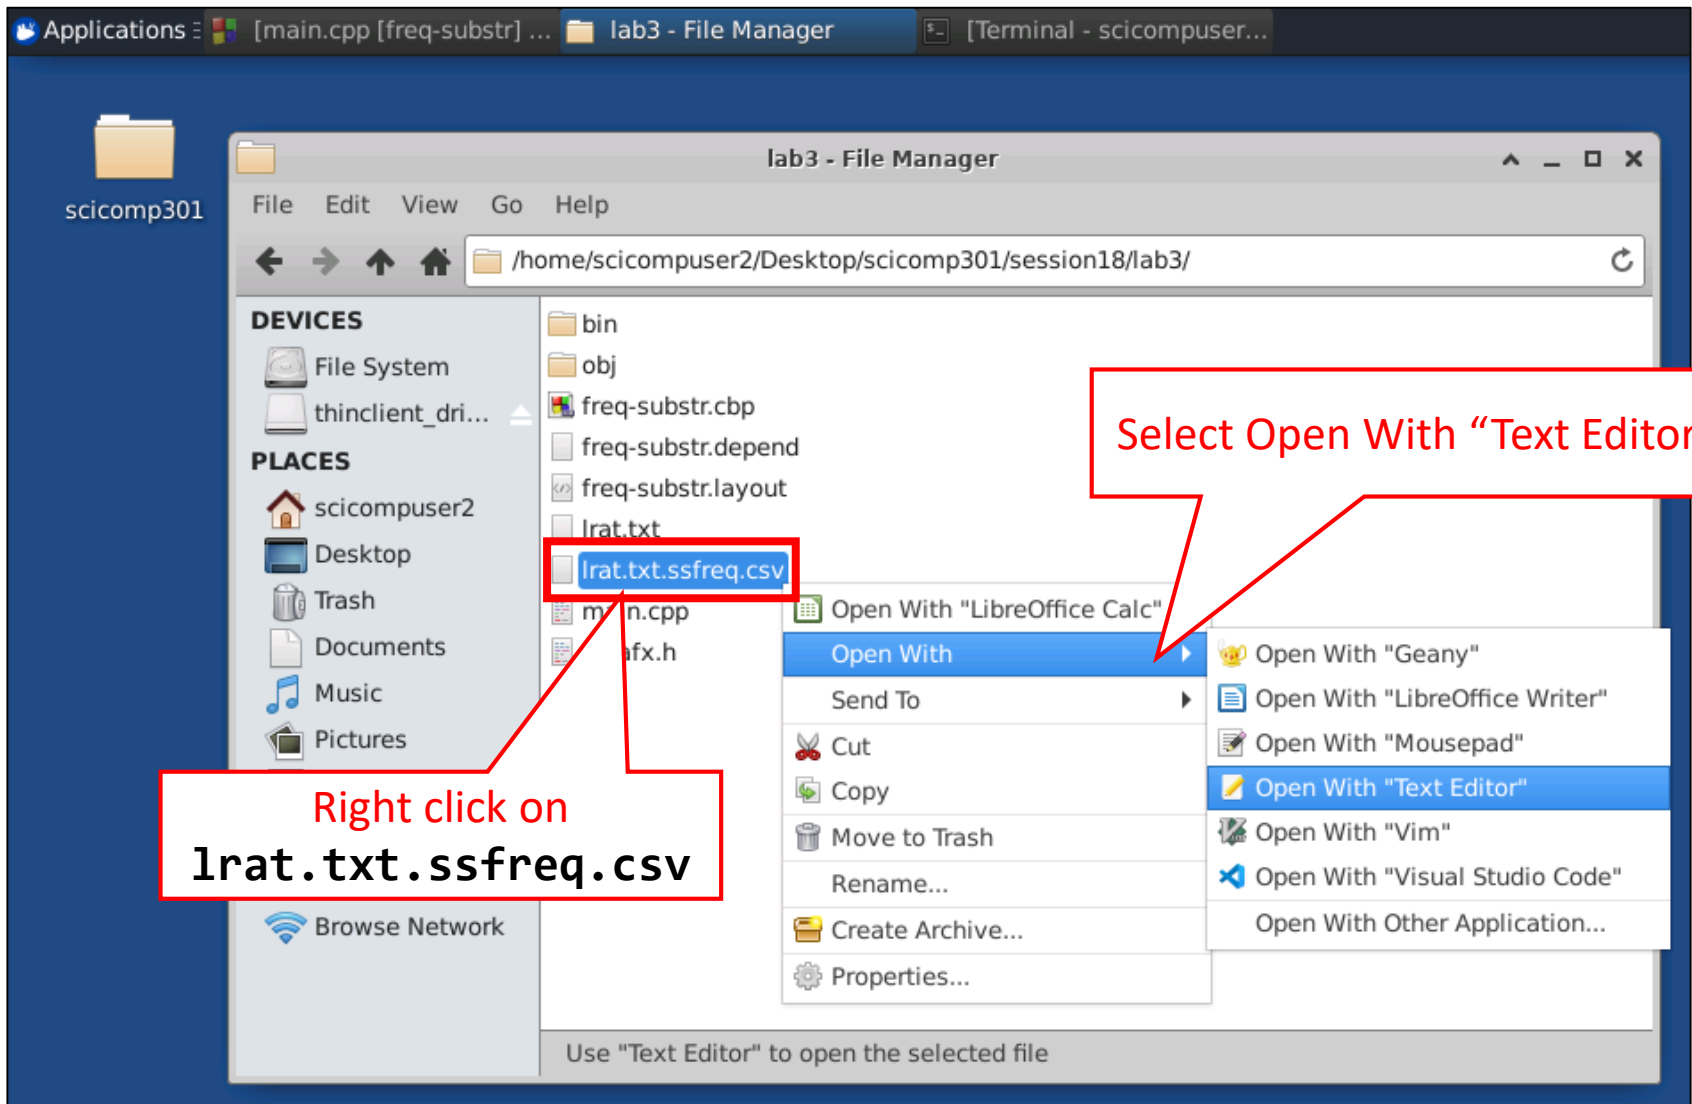 Applications
[main.cpp [freq-substr] ...
lab3 - File Manager
[Terminal - scicompuser...
scicomp301
lab3 - File Manager
File Edit View Go Help
/home/scicompuser2/Desktop/scicomp301/session18/lab3/
DEVICES
File System
thinclient_dri...
PLACES
scicompuser2
Desktop
Trash
Documents
Music
Pictures
Browse Network
bin
obj
freq-substr.cbp
freq-substr.depend
freq-substr.layout
lrat.txt
lrat.txt.ssfreq.csv
Select Open With “Text Editor
Right click on
lrat.txt.ssfreq.csv
Open With "LibreOffice Calc"
Open With
Send To
Cut
Copy
Move to Trash
Rename...
Create Archive...
Properties...
Open With "Geany"
Open With "LibreOffice Writer"
Open With "Mousepad"
Open With "Text Editor"
Open With "Vim"
Open With "Visual Studio Code"
Open With Other Application...
Use "Text Editor" to open the selected file